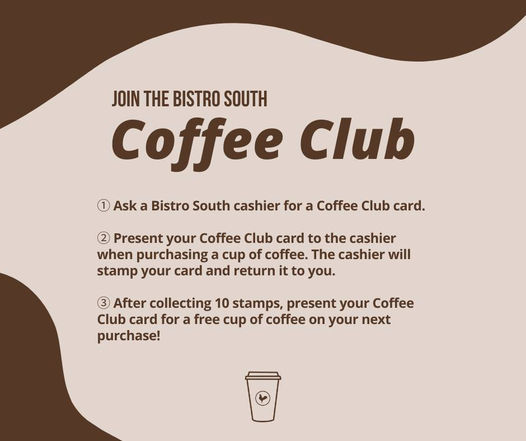 JOIN THE BISTRO SOUTH
Coffee Club
① Ask a Bistro South cashier for a Coffee Club card.
② Present your Coffee Club card to the cashier
when purchasing a cup of coffee. The cashier will
stamp your card and return it to you.
③ After collecting 10 stamps, present your Coffee
Club card for a free cup of coffee on your next
purchase!